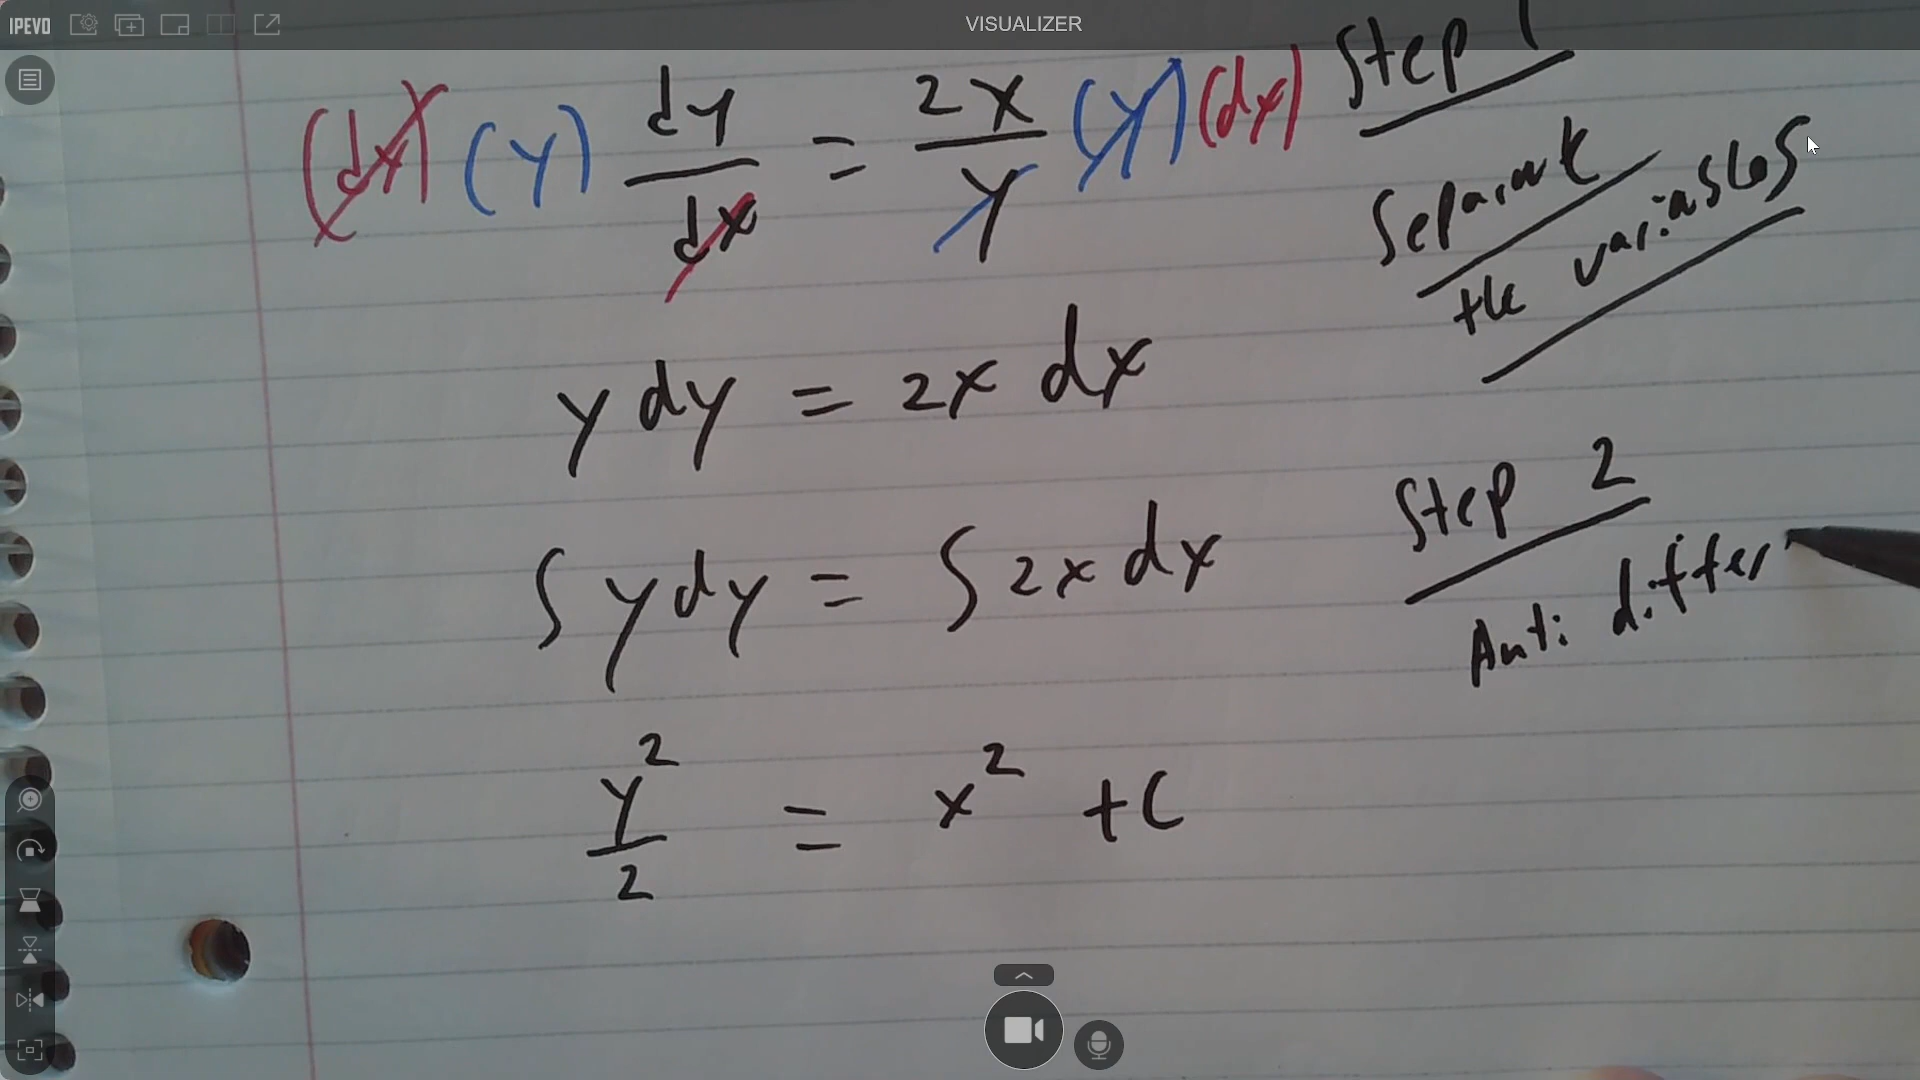 IPEVO VISUALIZER
Step 1
(dx) (y) dy/dx = 2x/y (y) (dx)
Separate
the variables
y dy = 2x dx
Step 2
∫ y dy = ∫ 2x dx
Anti differ
y²/2 = x² + C